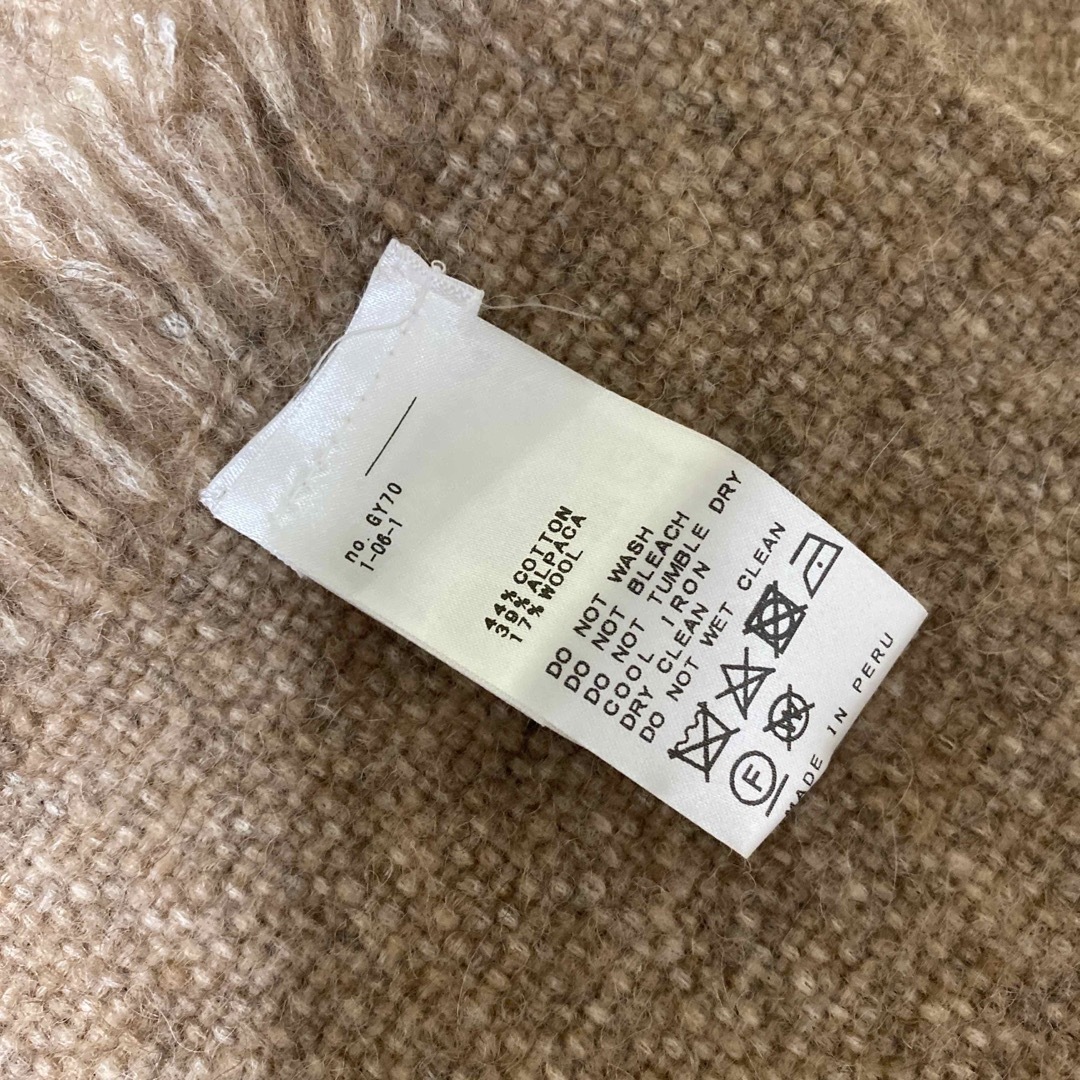 no. GY70
1-06-1
44% COTTON
39% ALPACA
17% WOOL
DO NOT WASH
DO NOT BLEACH
DO NOT TUMBLE DRY
COOL IRON
DRY CLEAN
DO NOT WET CLEAN
F
W
MADE IN PERU